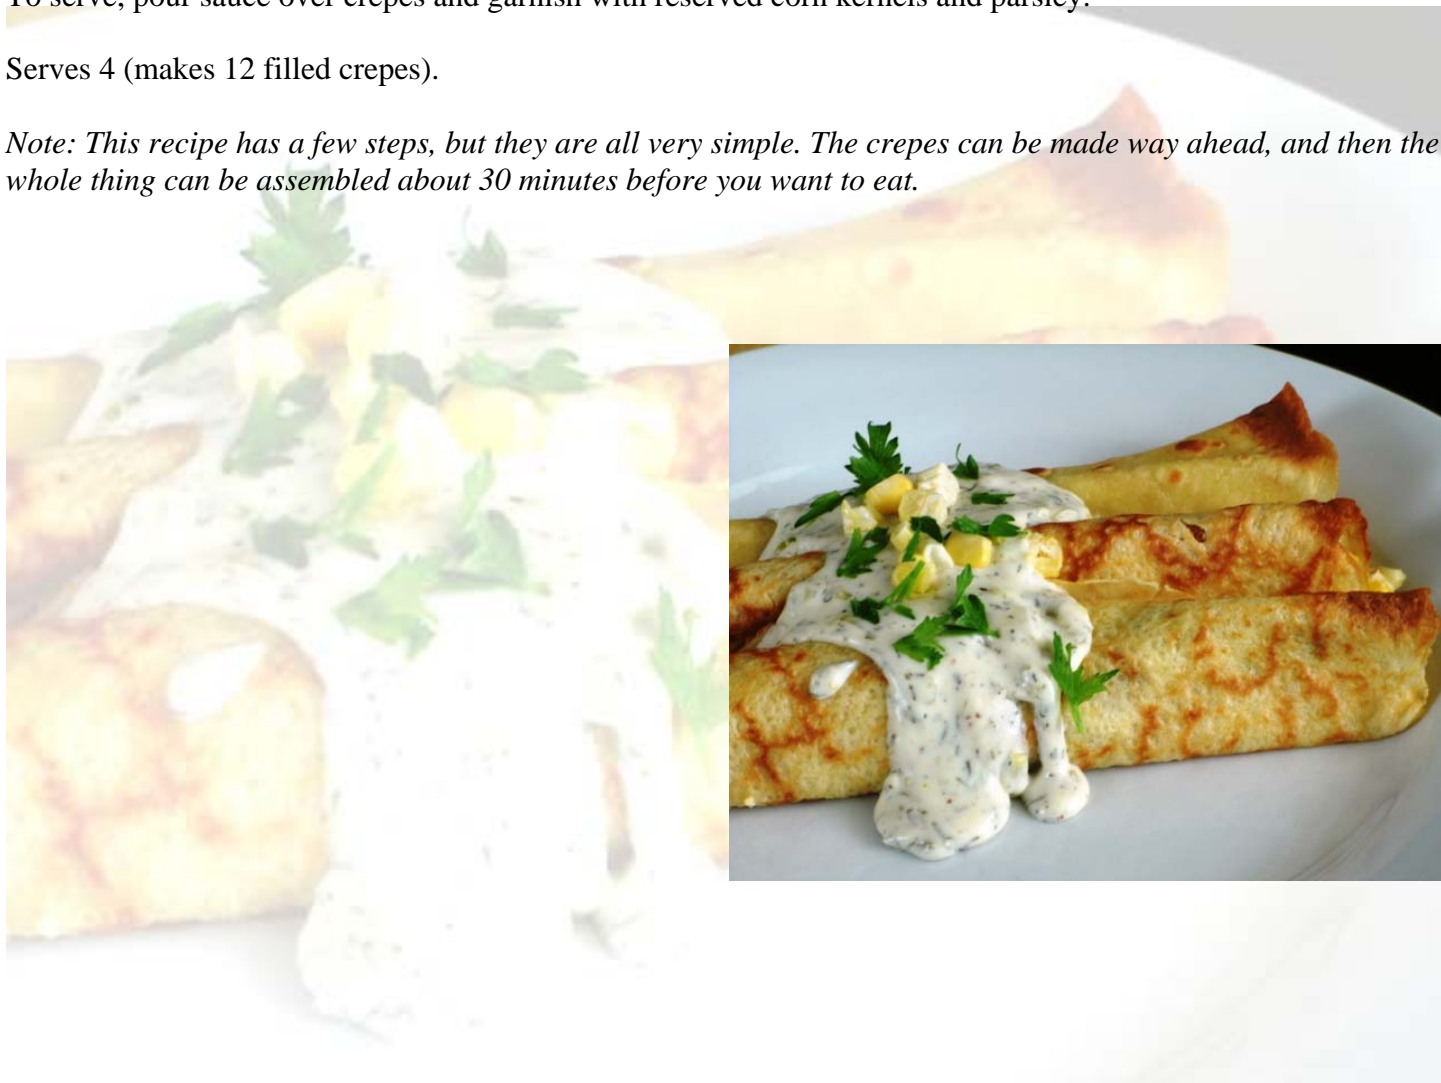 To serve, pour sauce over crepes and garnish with reserved corn kernels and parsley.
Serves 4 (makes 12 filled crepes).
Note: This recipe has a few steps, but they are all very simple. The crepes can be made way ahead, and then the
whole thing can be assembled about 30 minutes before you want to eat.